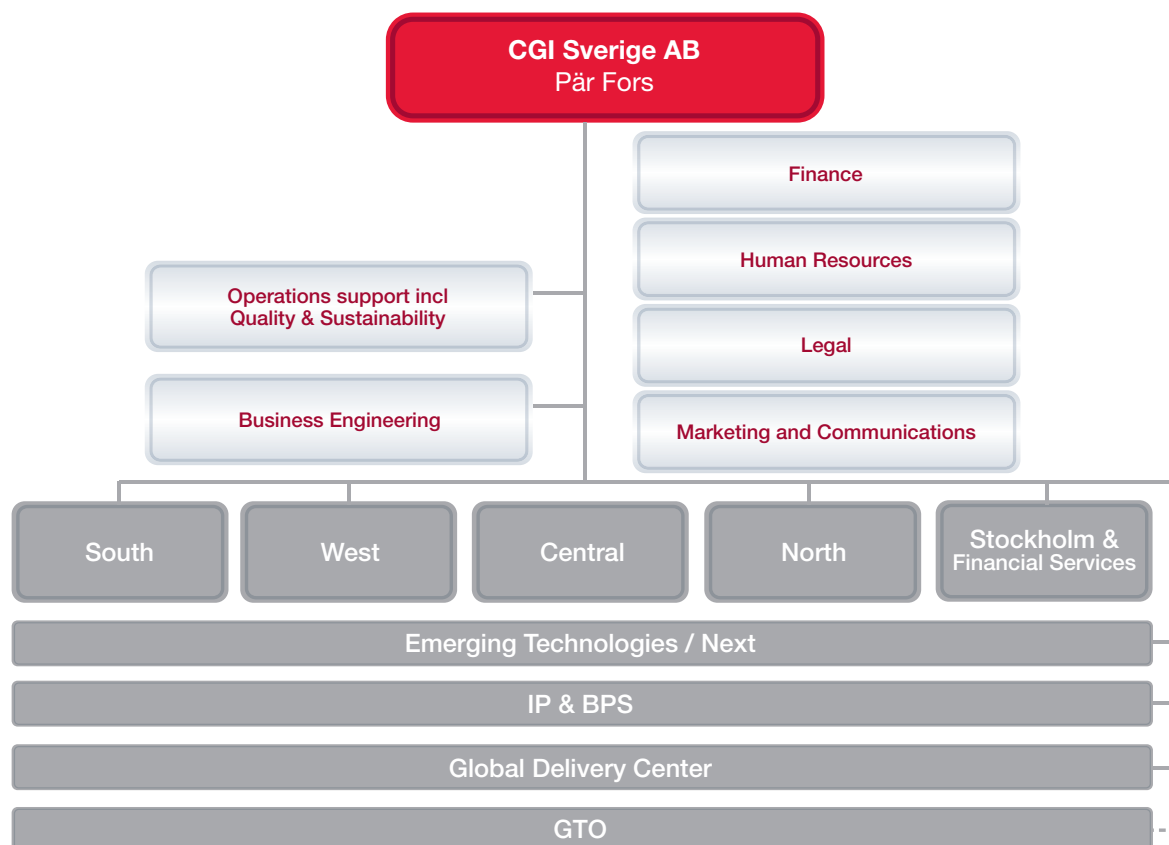 CGI Sverige AB
Pär Fors
Finance
Human Resources
Operations support incl
Quality & Sustainability
Legal
Business Engineering
Marketing and Communications
South
West
Central
North
Stockholm &
Financial Services
Emerging Technologies / Next
IP & BPS
Global Delivery Center
GTO